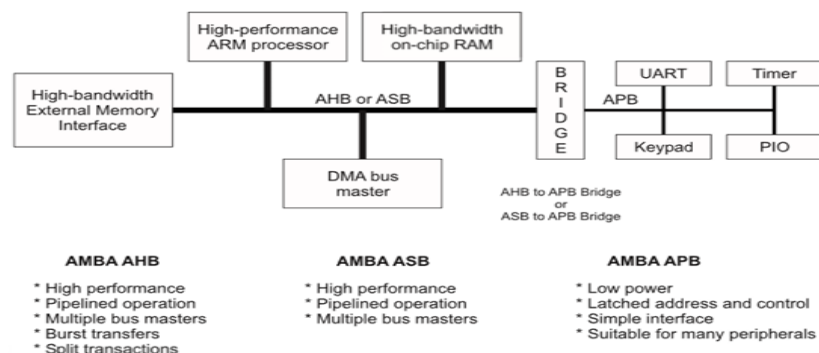 High-performance
ARM processor
High-bandwidth
on-chip RAM
High-bandwidth
External Memory
Interface
AHB or ASB
DMA bus
master
B
R
I
D
G
E
APB
UART
Timer
Keypad
PIO
AHB to APB Bridge
or
ASB to APB Bridge
AMBA AHB
* High performance
* Pipelined operation
* Multiple bus masters
* Burst transfers
* Split transactions
AMBA ASB
* High performance
* Pipelined operation
* Multiple bus masters
AMBA APB
* Low power
* Latched address and control
* Simple interface
* Suitable for many peripherals